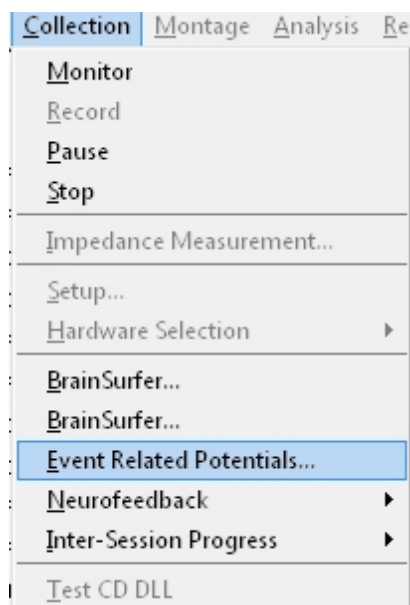 Collection Montage Analysis Re
Monitor
Record
Pause
Stop
Impedance Measurement...
Setup...
Hardware Selection
BrainSurfer...
BrainSurfer...
Event Related Potentials...
Neurofeedback
Inter-Session Progress
Test CD DLL